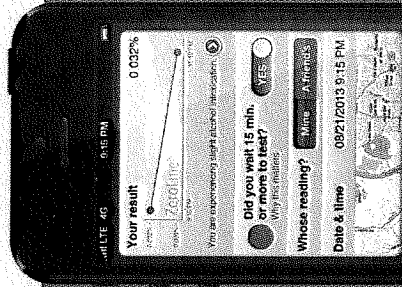 LTE 4G 9:15 PM
Your result 0.032%
Zeroline®
You are experiencing slight alcohol intoxication.
Did you wait 15 min.
or more to test?
Why this matters
YES
Whose reading?
Mine A friend's
Date & time 08/21/2013 9:15 PM